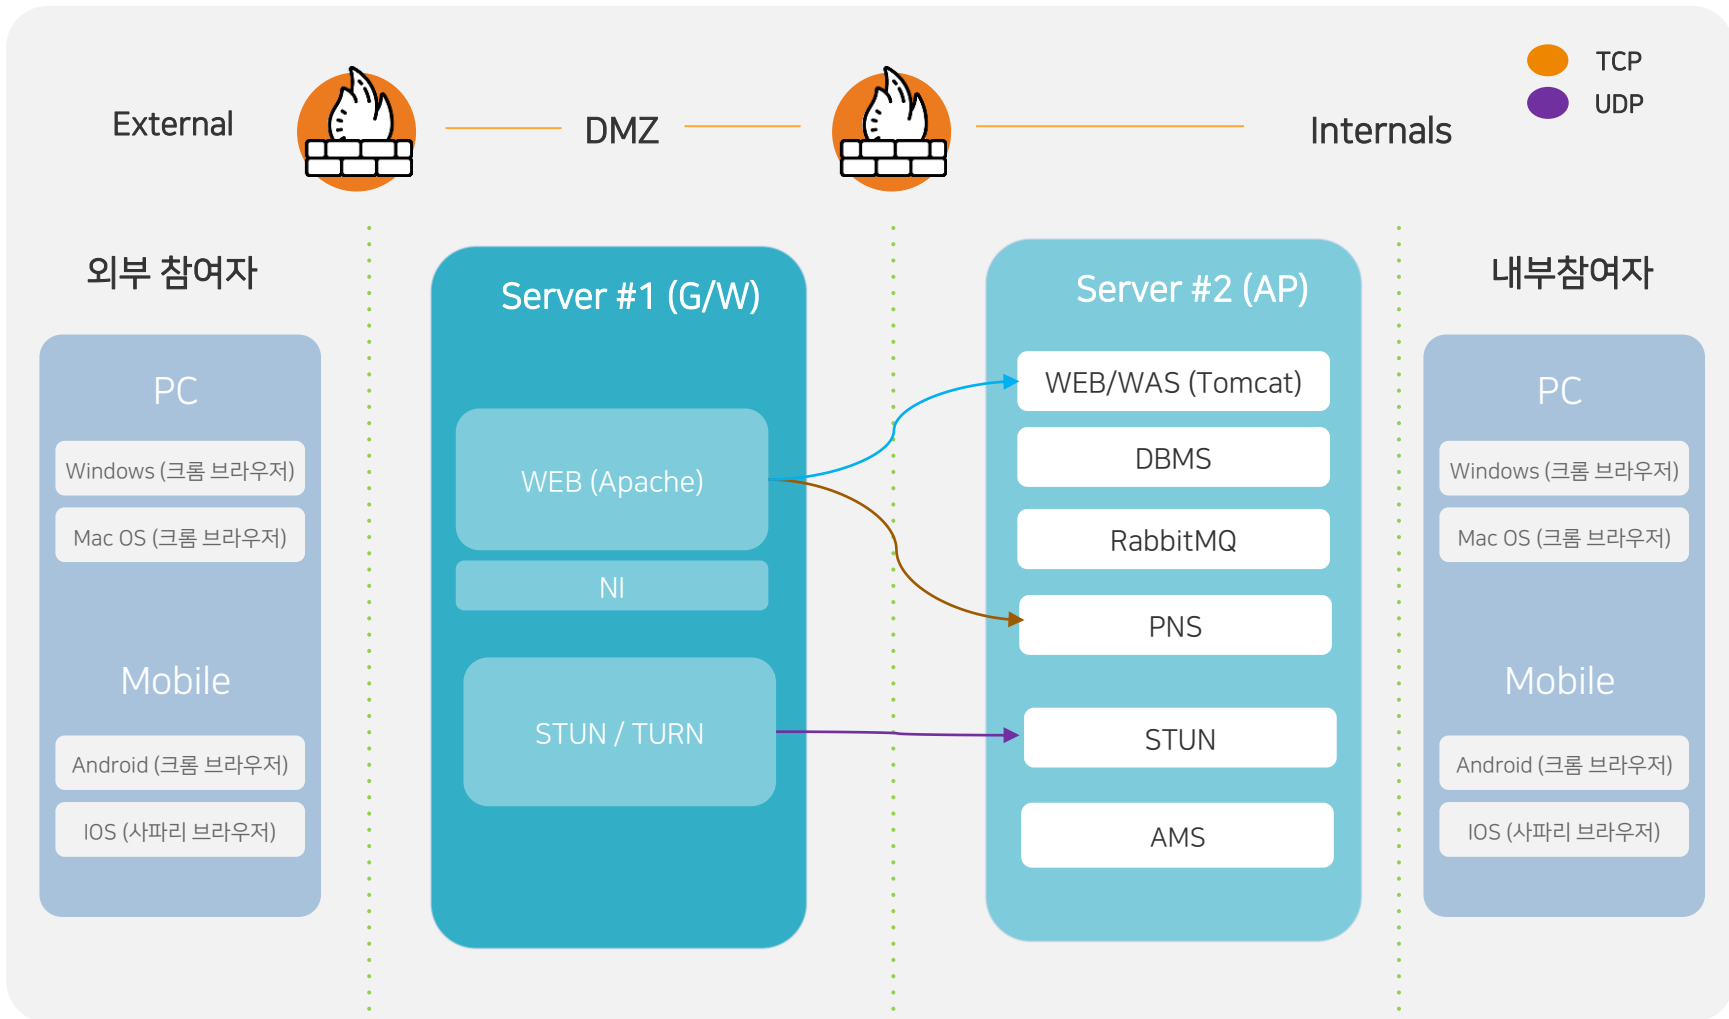 TCP
UDP
External
DMZ
Internals
외부 참여자
PC
Windows (크롬 브라우저)
Mac OS (크롬 브라우저)
Mobile
Android (크롬 브라우저)
IOS (사파리 브라우저)
Server #1 (G/W)
WEB (Apache)
NI
STUN / TURN
Server #2 (AP)
WEB/WAS (Tomcat)
DBMS
RabbitMQ
PNS
STUN
AMS
내부참여자
PC
Windows (크롬 브라우저)
Mac OS (크롬 브라우저)
Mobile
Android (크롬 브라우저)
IOS (사파리 브라우저)